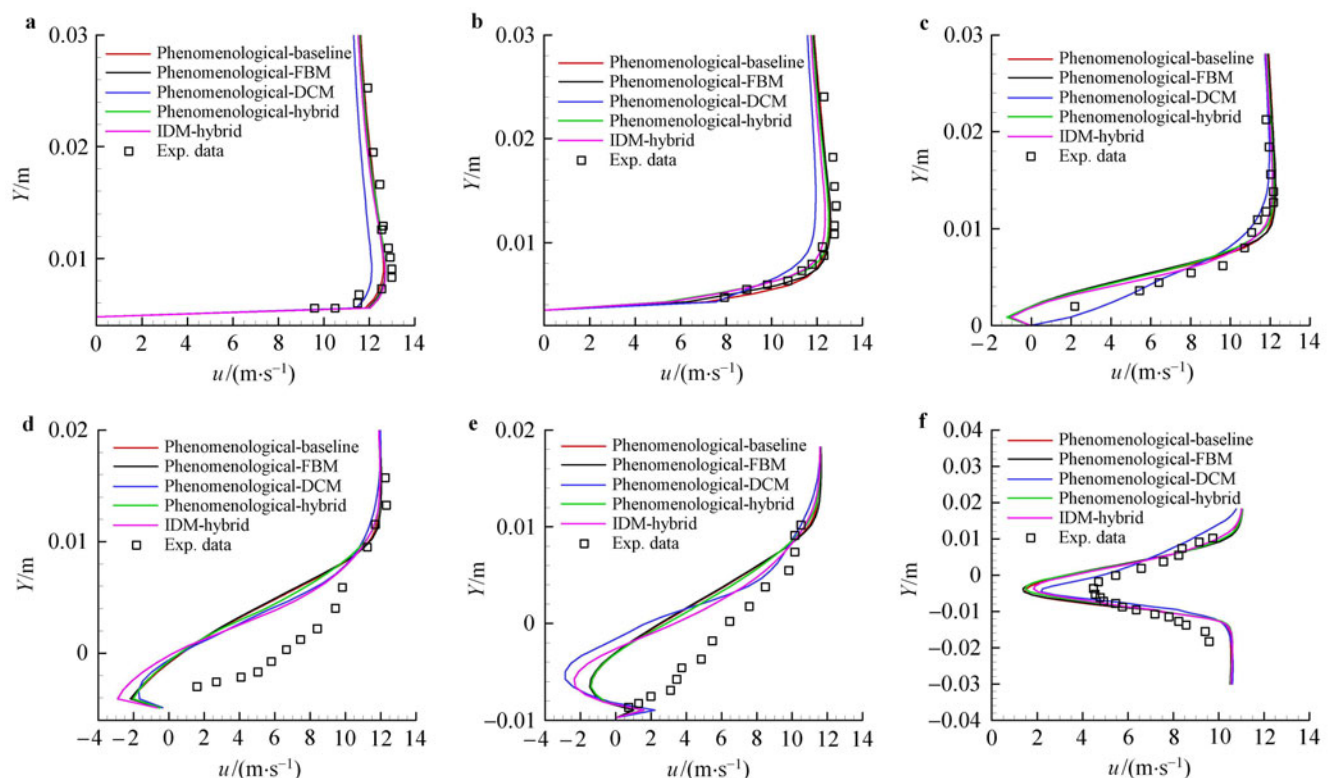 a
0.03
Phenomenological-baseline
Phenomenological-FBM
Phenomenological-DCM
Phenomenological-hybrid
IDM-hybrid
Exp. data
0.02
0.01
Y/m
0 2 4 6 8 10 12 14
u/(m·s⁻¹)
b
0.03
Phenomenological-baseline
Phenomenological-FBM
Phenomenological-DCM
Phenomenological-hybrid
IDM-hybrid
Exp. data
0.02
0.01
Y/m
0 2 4 6 8 10 12 14
u/(m·s⁻¹)
c
0.03
Phenomenological-baseline
Phenomenological-FBM
Phenomenological-DCM
Phenomenological-hybrid
IDM-hybrid
Exp. data
0.02
0.01
0
Y/m
−2 0 2 4 6 8 10 12 14
u/(m·s⁻¹)
d
0.02
Phenomenological-baseline
Phenomenological-FBM
Phenomenological-DCM
Phenomenological-hybrid
IDM-hybrid
Exp. data
0.01
0
Y/m
−4 −2 0 2 4 6 8 10 12 14
u/(m·s⁻¹)
e
0.02
Phenomenological-baseline
Phenomenological-FBM
Phenomenological-DCM
Phenomenological-hybrid
IDM-hybrid
Exp. data
0.01
0
−0.01
Y/m
−4 −2 0 2 4 6 8 10 12 14
u/(m·s⁻¹)
f
0.04
0.03
0.04
0.02
0.01
0
−0.01
−0.02
−0.03
−0.04
Phenomenological-baseline
Phenomenological-FBM
Phenomenological-DCM
Phenomenological-hybrid
IDM-hybrid
Exp. data
Y/m
0 2 4 6 8 10 12 14
u/(m·s⁻¹)